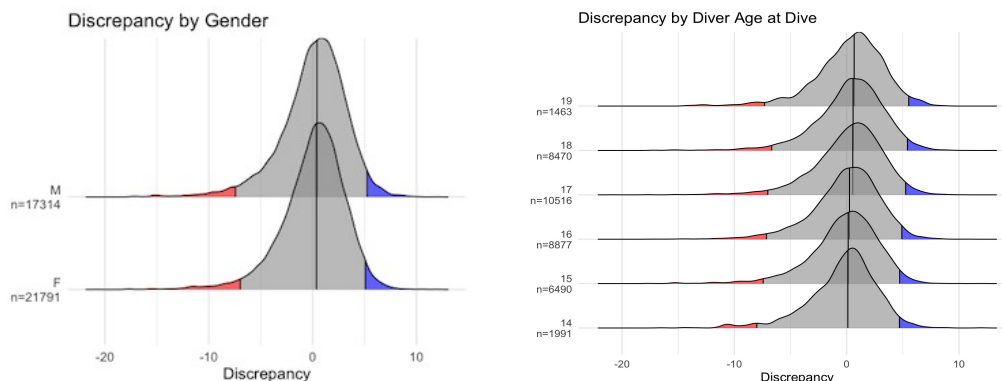 Discrepancy by Gender
M
n=17314
F
n=21791
-20 -10 0 10
Discrepancy
Discrepancy by Diver Age at Dive
19
n=1463
18
n=8470
17
n=10516
16
n=8877
15
n=6490
14
n=1991
-20 -10 0 10
Discrepancy